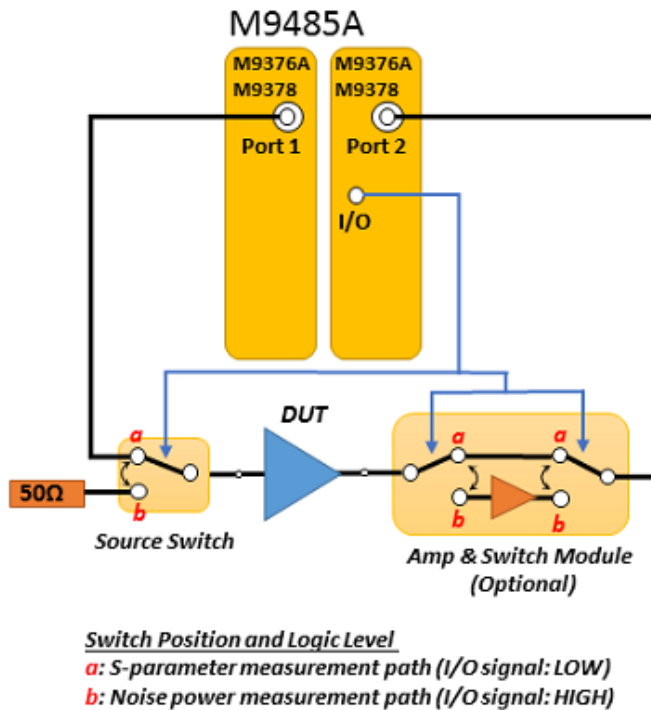 M9485A
M9376A
M9378
Port 1
M9376A
M9378
Port 2
I/O
DUT
a
b
50Ω
Source Switch
a
a
b
b
Amp & Switch Module
(Optional)
Switch Position and Logic Level
a: S-parameter measurement path (I/O signal: LOW)
b: Noise power measurement path (I/O signal: HIGH)